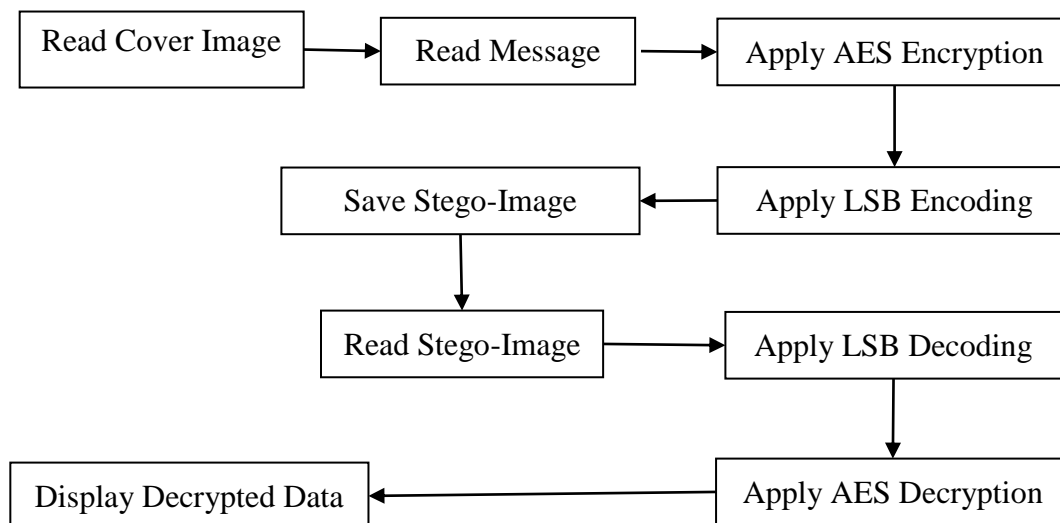 Read Cover Image
Read Message
Apply AES Encryption
Apply LSB Encoding
Save Stego-Image
Read Stego-Image
Apply LSB Decoding
Apply AES Decryption
Display Decrypted Data